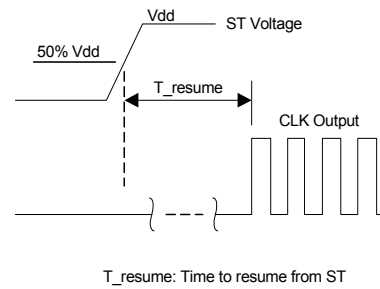 Vdd
ST Voltage
50% Vdd
T_resume
CLK Output
T_resume: Time to resume from ST